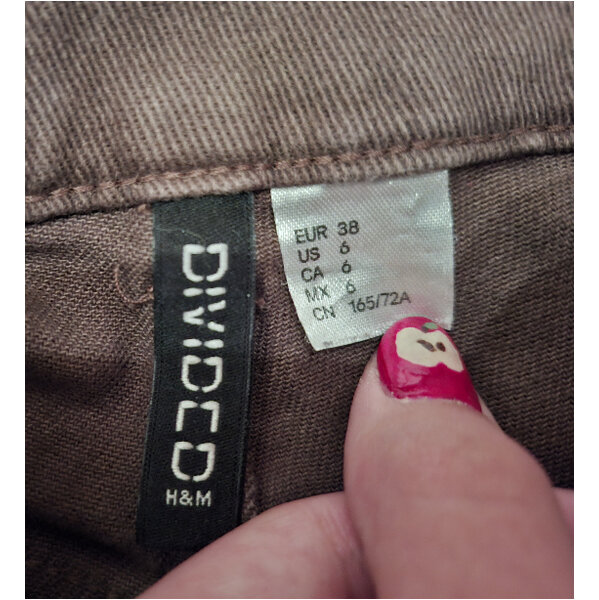 DIVIDED
H&M
EUR 38
US 6
CA 6
MX 6
CN 165/72A